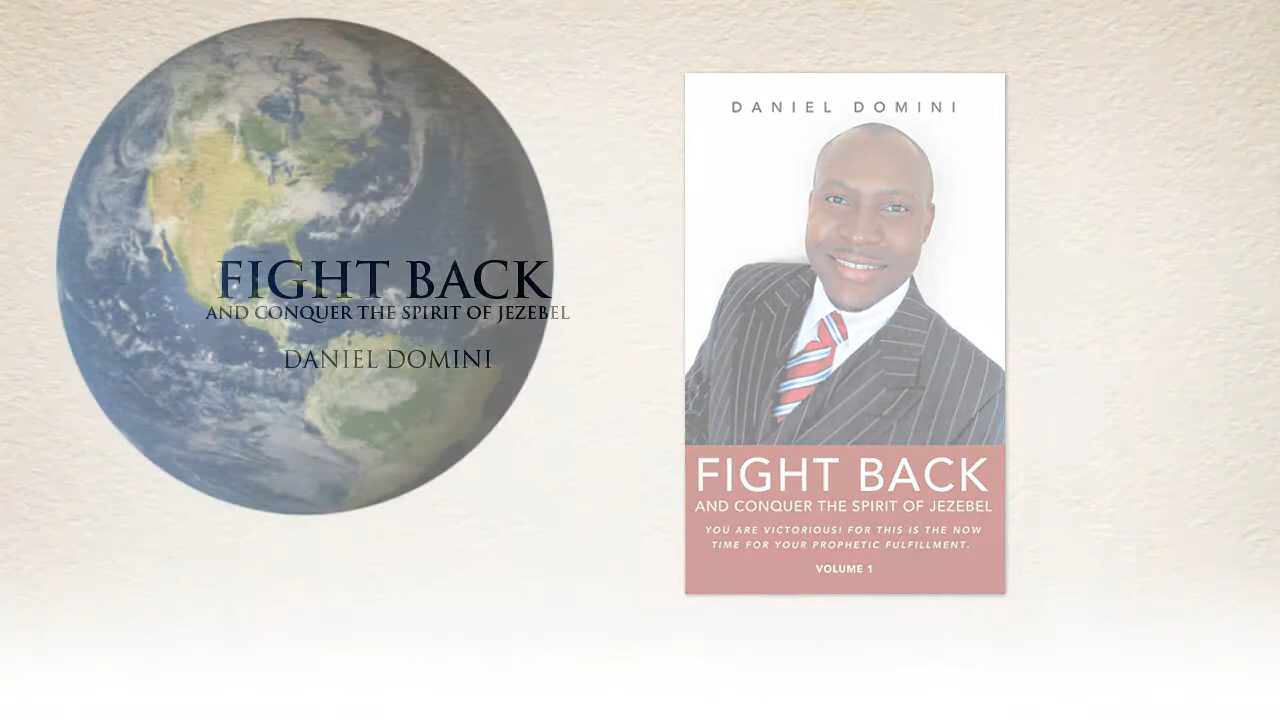 FIGHT BACK
AND CONQUER THE SPIRIT OF JEZEBEL
DANIEL DOMINI
DANIEL DOMINI
FIGHT BACK
AND CONQUER THE SPIRIT OF JEZEBEL
YOU ARE VICTORIOUS! FOR THIS IS THE NOW
TIME FOR YOUR PROPHETIC FULFILLMENT.
VOLUME 1